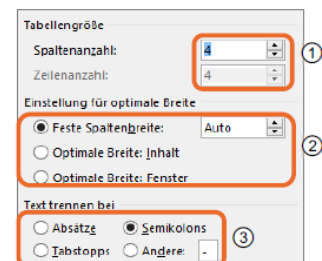 Tabellengröße
Spaltenanzahl: 4 ①
Zeilenanzahl: 4
Einstellung für optimale Breite
Feste Spaltenbreite: Auto
Optimale Breite: Inhalt ②
Optimale Breite: Fenster
Text trennen bei
Absätze Semikolons
Tabstopps Andere: - ③